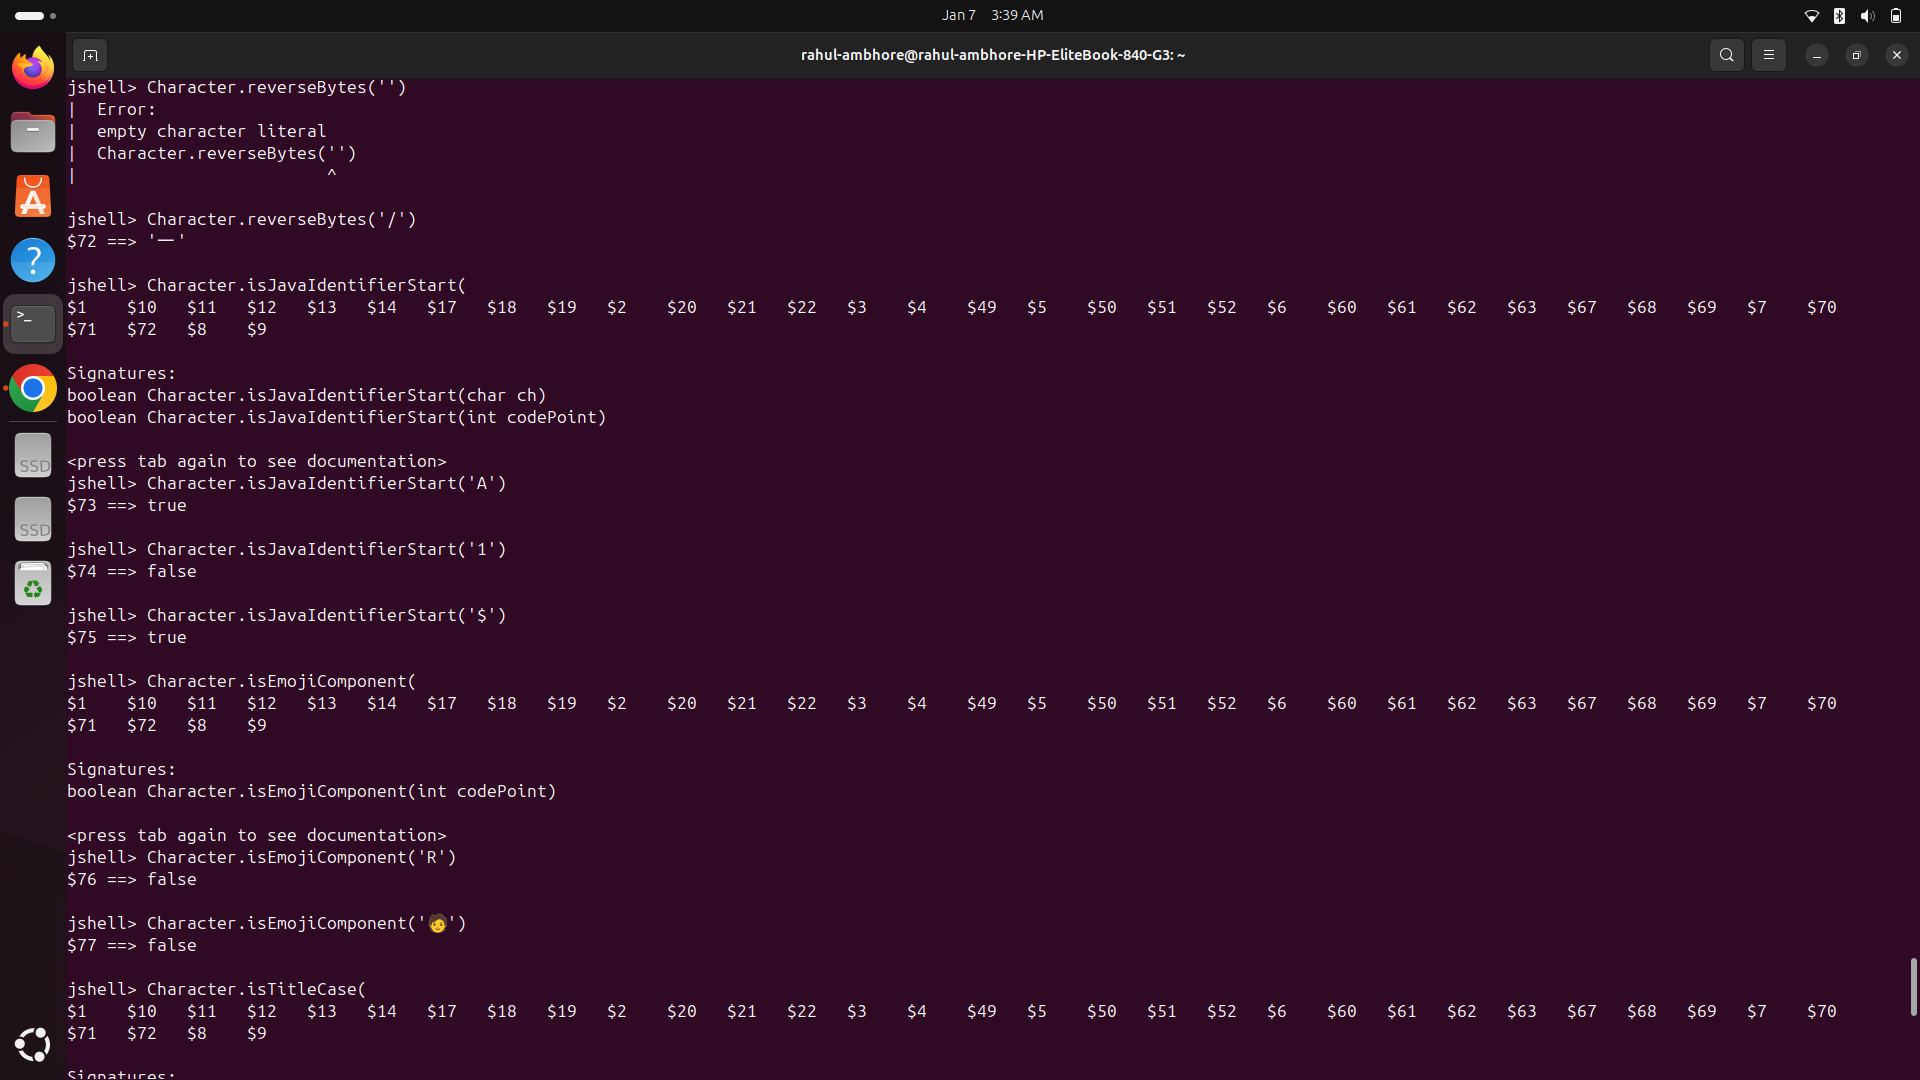 Jan 7 3:39 AM
rahul-ambhore@rahul-ambhore-HP-EliteBook-840-G3: ~
jshell> Character.reverseBytes('')
|  Error:
|  empty character literal
|  Character.reverseBytes('')
|                         ^
jshell> Character.reverseBytes('/')
$72 ==> '⼀'
jshell> Character.isJavaIdentifierStart(
$1 $10 $11 $12 $13 $14 $17 $18 $19 $2 $20 $21 $22 $3 $4 $49 $5 $50 $51 $52 $6 $60 $61 $62 $63 $67 $68 $69 $7 $70
$71 $72 $8 $9
Signatures:
boolean Character.isJavaIdentifierStart(char ch)
boolean Character.isJavaIdentifierStart(int codePoint)
<press tab again to see documentation>
jshell> Character.isJavaIdentifierStart('A')
$73 ==> true
jshell> Character.isJavaIdentifierStart('1')
$74 ==> false
jshell> Character.isJavaIdentifierStart('$')
$75 ==> true
jshell> Character.isEmojiComponent(
$1 $10 $11 $12 $13 $14 $17 $18 $19 $2 $20 $21 $22 $3 $4 $49 $5 $50 $51 $52 $6 $60 $61 $62 $63 $67 $68 $69 $7 $70
$71 $72 $8 $9
Signatures:
boolean Character.isEmojiComponent(int codePoint)
<press tab again to see documentation>
jshell> Character.isEmojiComponent('R')
$76 ==> false
jshell> Character.isEmojiComponent('🧑')
$77 ==> false
jshell> Character.isTitleCase(
$1 $10 $11 $12 $13 $14 $17 $18 $19 $2 $20 $21 $22 $3 $4 $49 $5 $50 $51 $52 $6 $60 $61 $62 $63 $67 $68 $69 $7 $70
$71 $72 $8 $9
Signatures:
A
?
>_
SSD
SSD